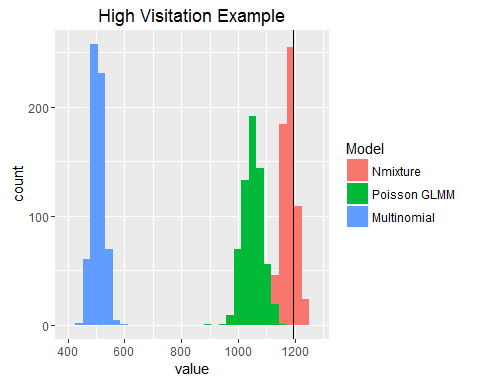 High Visitation Example
count
200
100
0
400
600
800
1000
1200
value
Model
Nmixture
Poisson GLMM
Multinomial